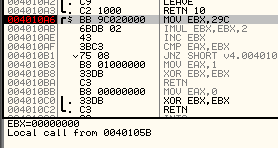 004010A2 C9 LEAVE
004010A3 . C2 1000 RETN 10
004010A6 $ BB 9C020000 MOV EBX,29C
004010AB 6BDB 02 IMUL EBX,EBX,2
004010AE 43 INC EBX
004010AF 3BC3 CMP EAX,EBX
004010B1 75 08 JNZ SHORT v4.004010
004010B3 B8 01000000 MOV EAX,1
004010B8 33DB XOR EBX,EBX
004010BA C3 RETN
004010BB B8 00000000 MOV EAX,0
004010C0 33DB XOR EBX,EBX
004010C2 . C3 RETN
EBX=00000000
Local call from 0040105B